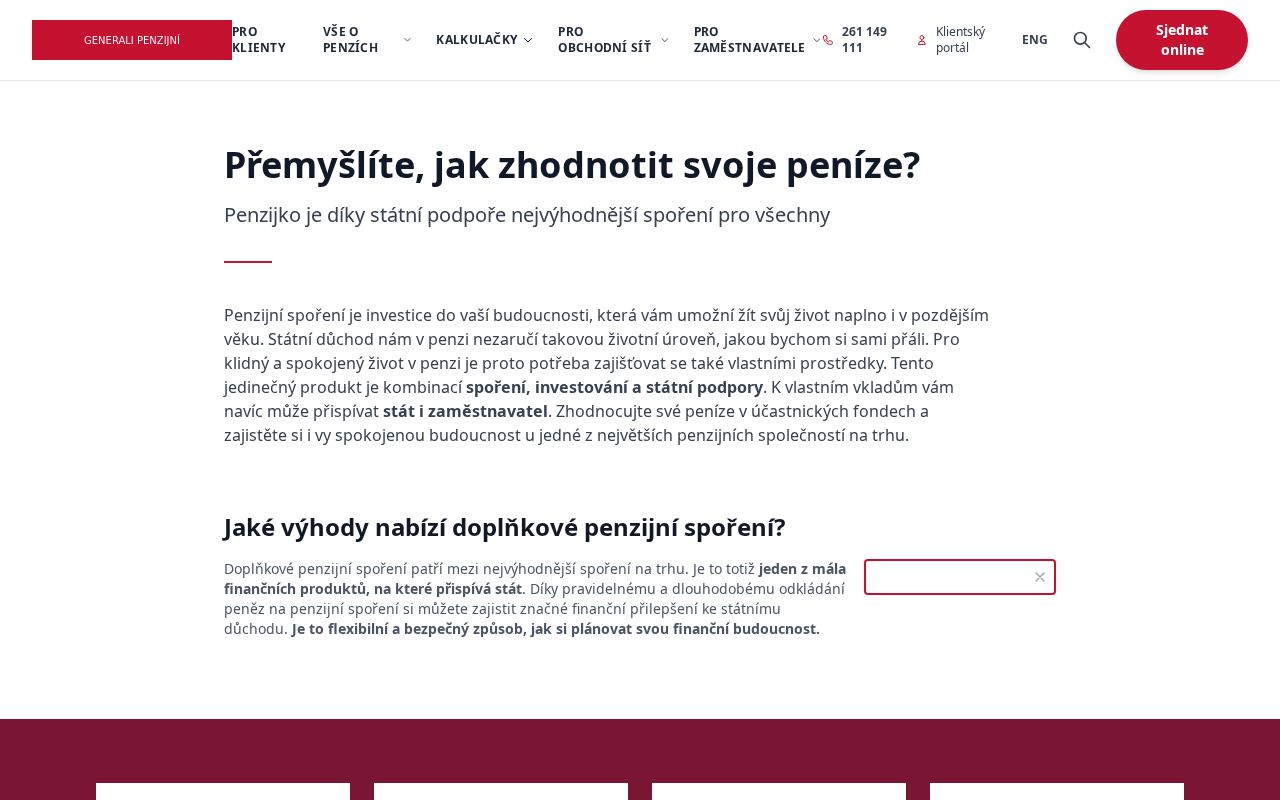 GENERALI PENZIJNÍ
PRO
KLIENTY
VŠE O
PENZÍCH
KALKULAČKY
PRO
OBCHODNÍ SÍŤ
PRO
ZAMĚSTNAVATELE
261 149
111
Klientský
portál
ENG
Sjednat
online
Přemyšlíte, jak zhodnotit svoje peníze?
Penzijko je díky státní podpoře nejvýhodnější spoření pro všechny
Penzijní spoření je investice do vaší budoucnosti, která vám umožní žít svůj život naplno i v pozdějším
věku. Státní důchod nám v penzi nezaručí takovou životní úroveň, jakou bychom si sami přáli. Pro
klidný a spokojený život v penzi je proto potřeba zajišťovat se také vlastními prostředky. Tento
jedinečný produkt je kombinací spoření, investování a státní podpory. K vlastním vkladům vám
navíc může přispívat stát i zaměstnavatel. Zhodnocujte své peníze v účastnických fondech a
zajistěte si i vy spokojenou budoucnost u jedné z největších penzijních společností na trhu.
Jaké výhody nabízí doplňkové penzijní spoření?
Doplňkové penzijní spoření patří mezi nejvýhodnější spoření na trhu. Je to totiž jeden z mála
finančních produktů, na které přispívá stát. Díky pravidelnému a dlouhodobému odkládání
peněz na penzijní spoření si můžete zajistit značné finanční přilepšení ke státnímu
důchodu. Je to flexibilní a bezpečný způsob, jak si plánovat svou finanční budoucnost.